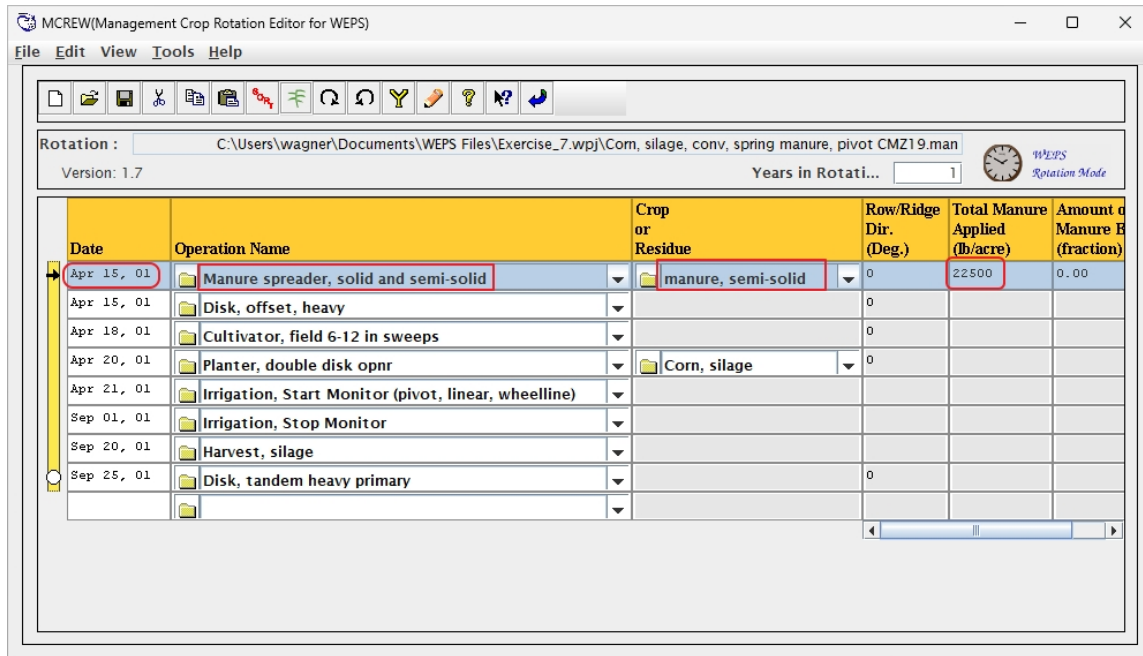 MCREW(Management Crop Rotation Editor for WEPS)
File Edit View Tools Help
Rotation : C:\Users\wagner\Documents\WEPS Files\Exercise_7.wpj\Corn, silage, conv, spring manure, pivot CMZ19.man
Version: 1.7 Years in Rotati... 1 WEPS Rotation Mode
Date Operation Name Crop or Residue Row/Ridge Dir. (Deg.) Total Manure Applied (lb/acre) Amount o Manure B (fraction)
Apr 15, 01 Manure spreader, solid and semi-solid manure, semi-solid 0 22500 0.00
Apr 15, 01 Disk, offset, heavy 0
Apr 18, 01 Cultivator, field 6-12 in sweeps 0
Apr 20, 01 Planter, double disk opnr Corn, silage 0
Apr 21, 01 Irrigation, Start Monitor (pivot, linear, wheelline)
Sep 01, 01 Irrigation, Stop Monitor
Sep 20, 01 Harvest, silage
Sep 25, 01 Disk, tandem heavy primary 0